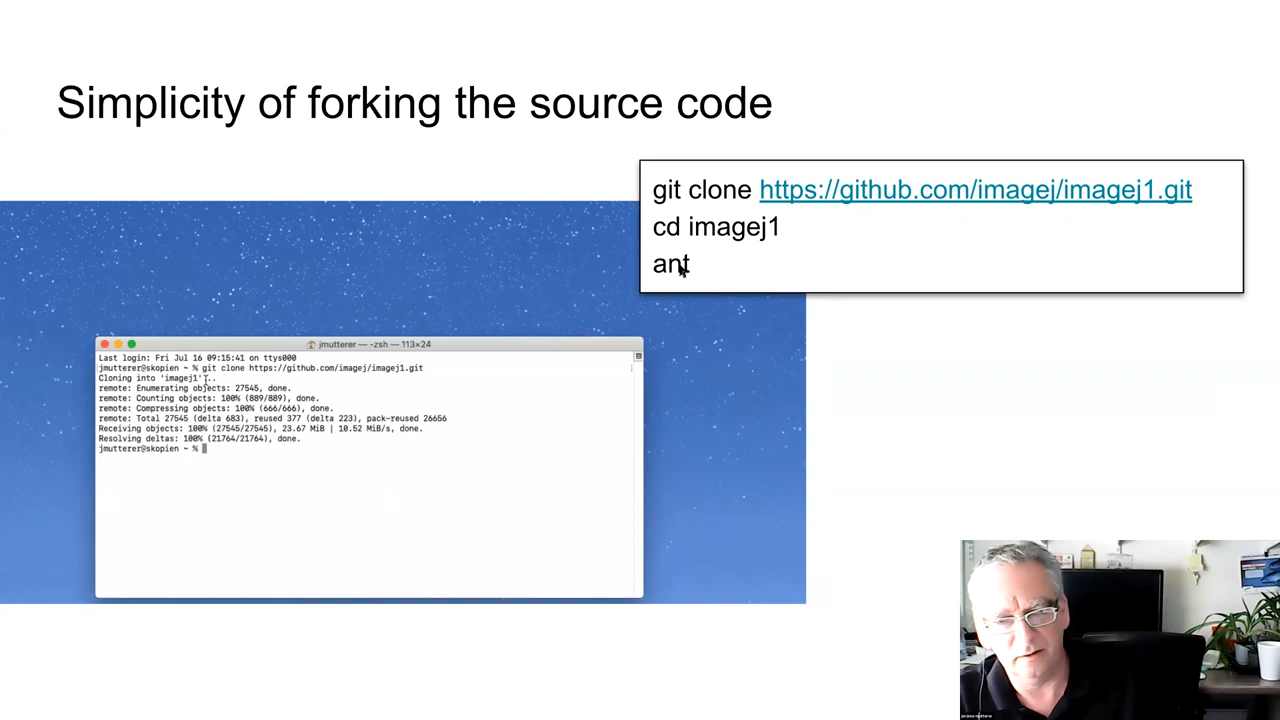 Simplicity of forking the source code
git clone https://github.com/imagej/imagej1.git
cd imagej1
ant
jmutterer — -zsh — 113×24
Last login: Fri Jul 16 09:15:41 on ttys000
jmutterer@skopien ~ % git clone https://github.com/imagej/imagej1.git
Cloning into 'imagej1'...
remote: Enumerating objects: 27545, done.
remote: Counting objects: 100% (889/889), done.
remote: Compressing objects: 100% (666/666), done.
remote: Total 27545 (delta 683), reused 377 (delta 223), pack-reused 26656
Receiving objects: 100% (27545/27545), 23.67 MiB | 10.52 MiB/s, done.
Resolving deltas: 100% (21764/21764), done.
jmutterer@skopien ~ %
jerome mutterer